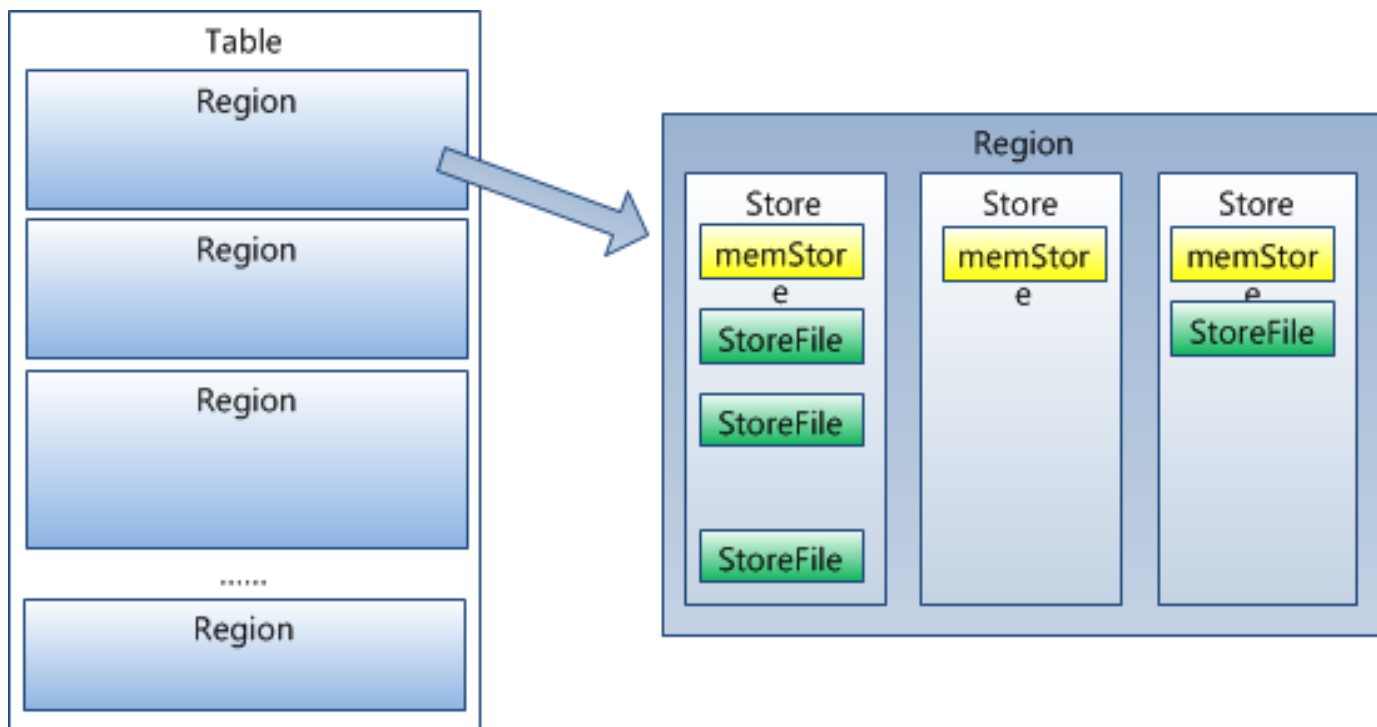 Table
Region
Region
Region
......
Region
Region
Store
memStor
e
StoreFile
StoreFile
StoreFile
Store
memStor
e
Store
memStor
e
StoreFile